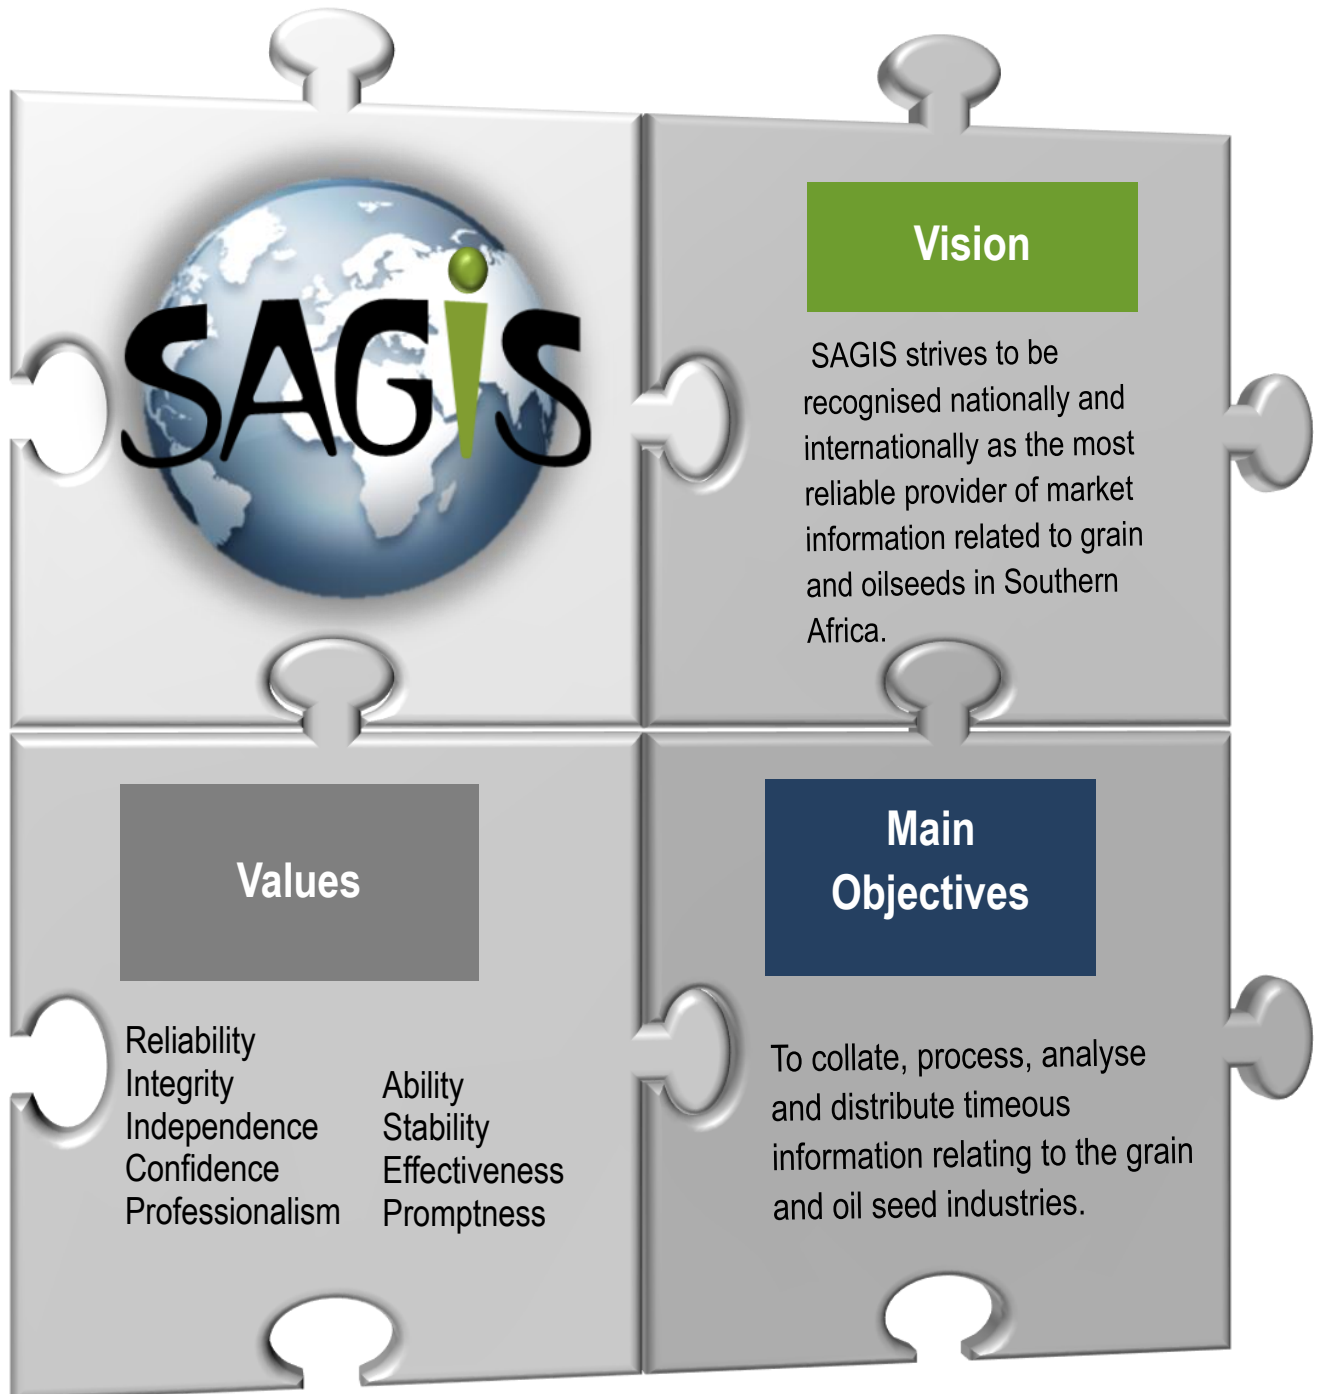 SAGIS
Vision
SAGIS strives to be
recognised nationally and
internationally as the most
reliable provider of market
information related to grain
and oilseeds in Southern
Africa.
Values
Reliability
Integrity
Independence
Confidence
Professionalism
Ability
Stability
Effectiveness
Promptness
Main
Objectives
To collate, process, analyse
and distribute timeous
information relating to the grain
and oil seed industries.